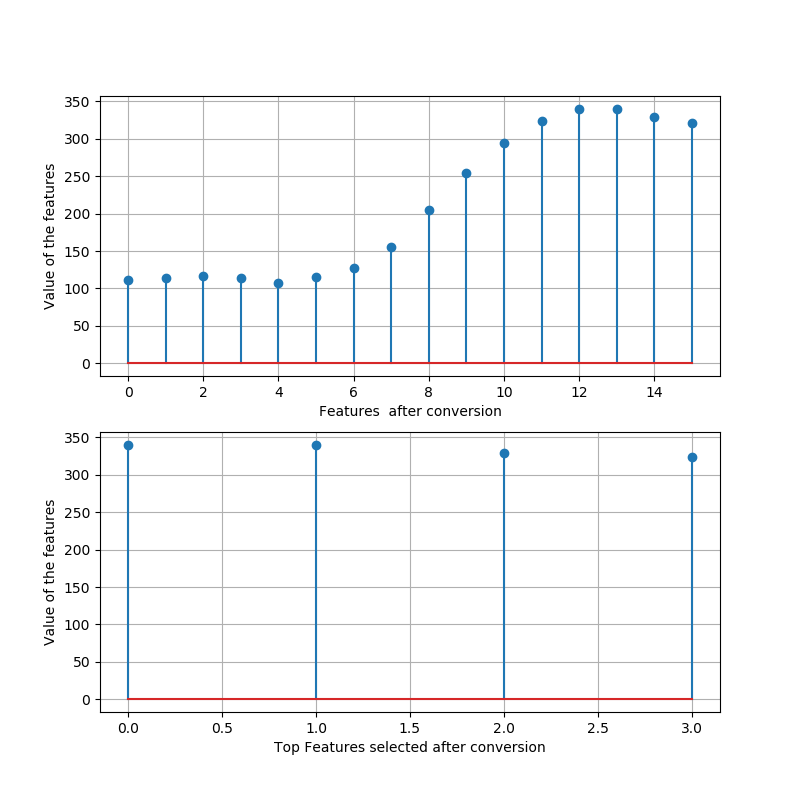 350
300
250
200
150
100
50
0
Value of the features
0 2 4 6 8 10 12 14
Features  after conversion
350
300
250
200
150
100
50
0
Value of the features
0.0 0.5 1.0 1.5 2.0 2.5 3.0
Top Features selected after conversion